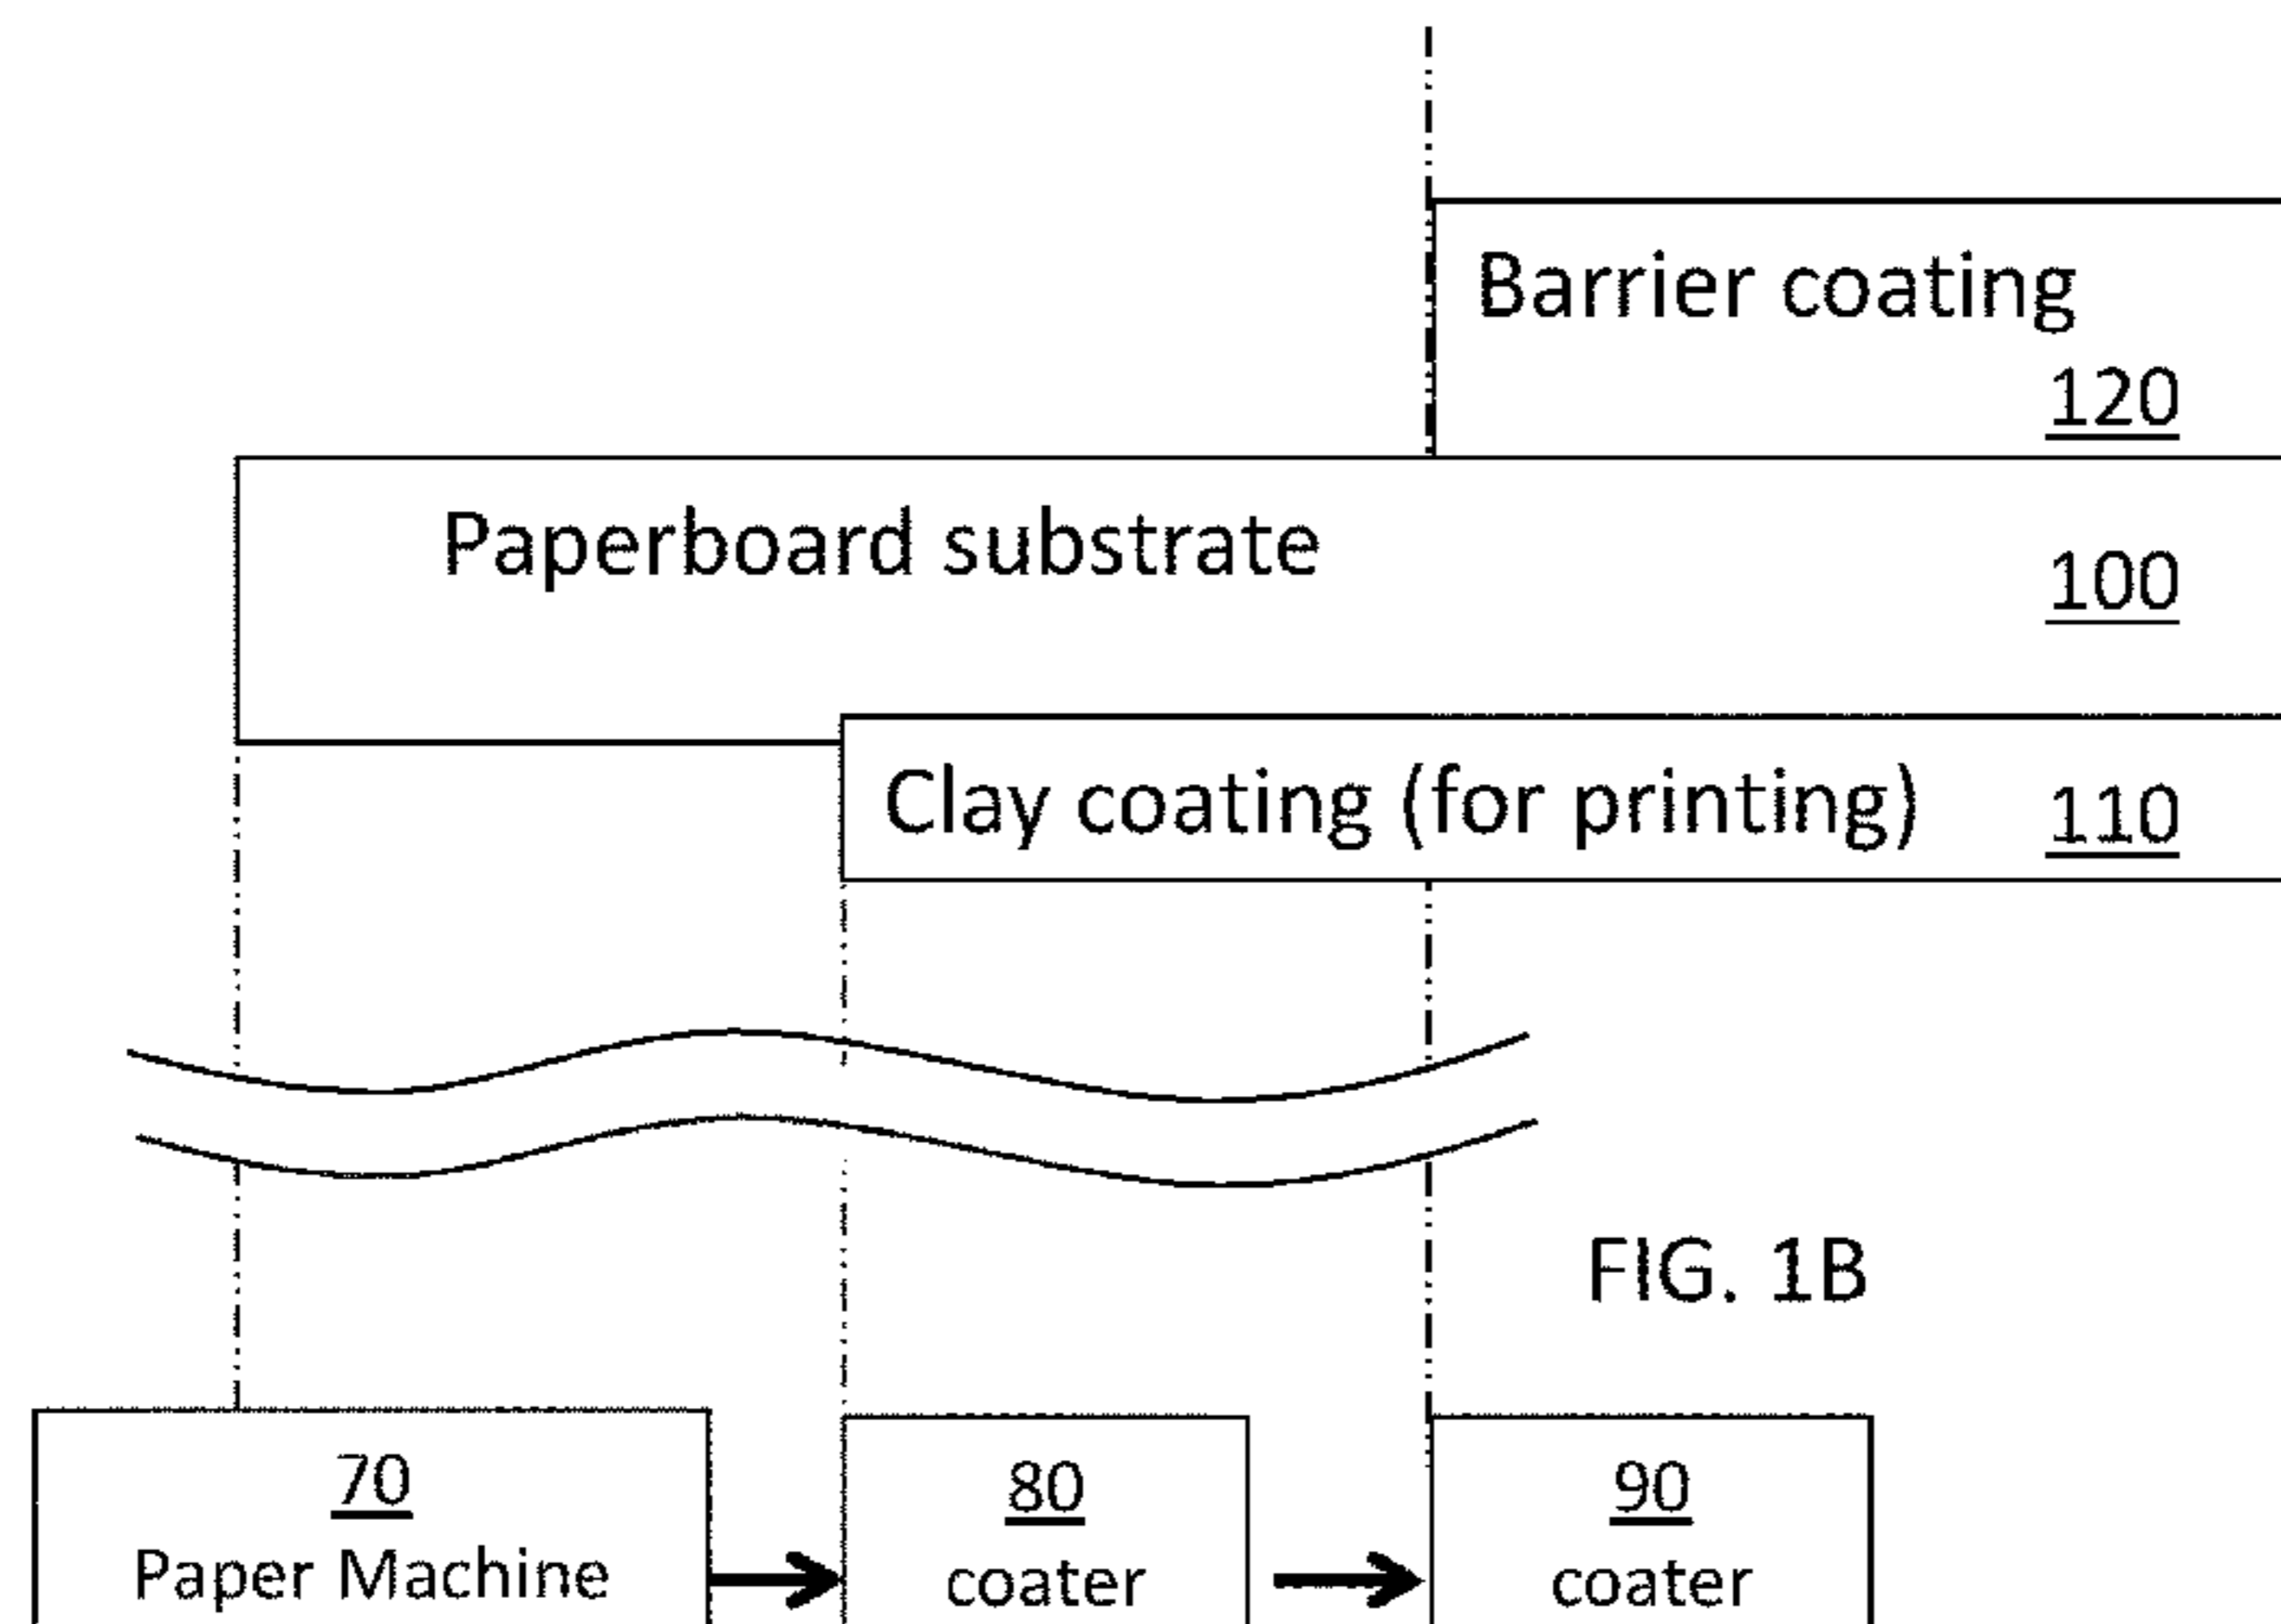 Barrier coating
120
Paperboard substrate
100
Clay coating (for printing) 110
FIG. 1B
70
Paper Machine
80
coater
90
coater